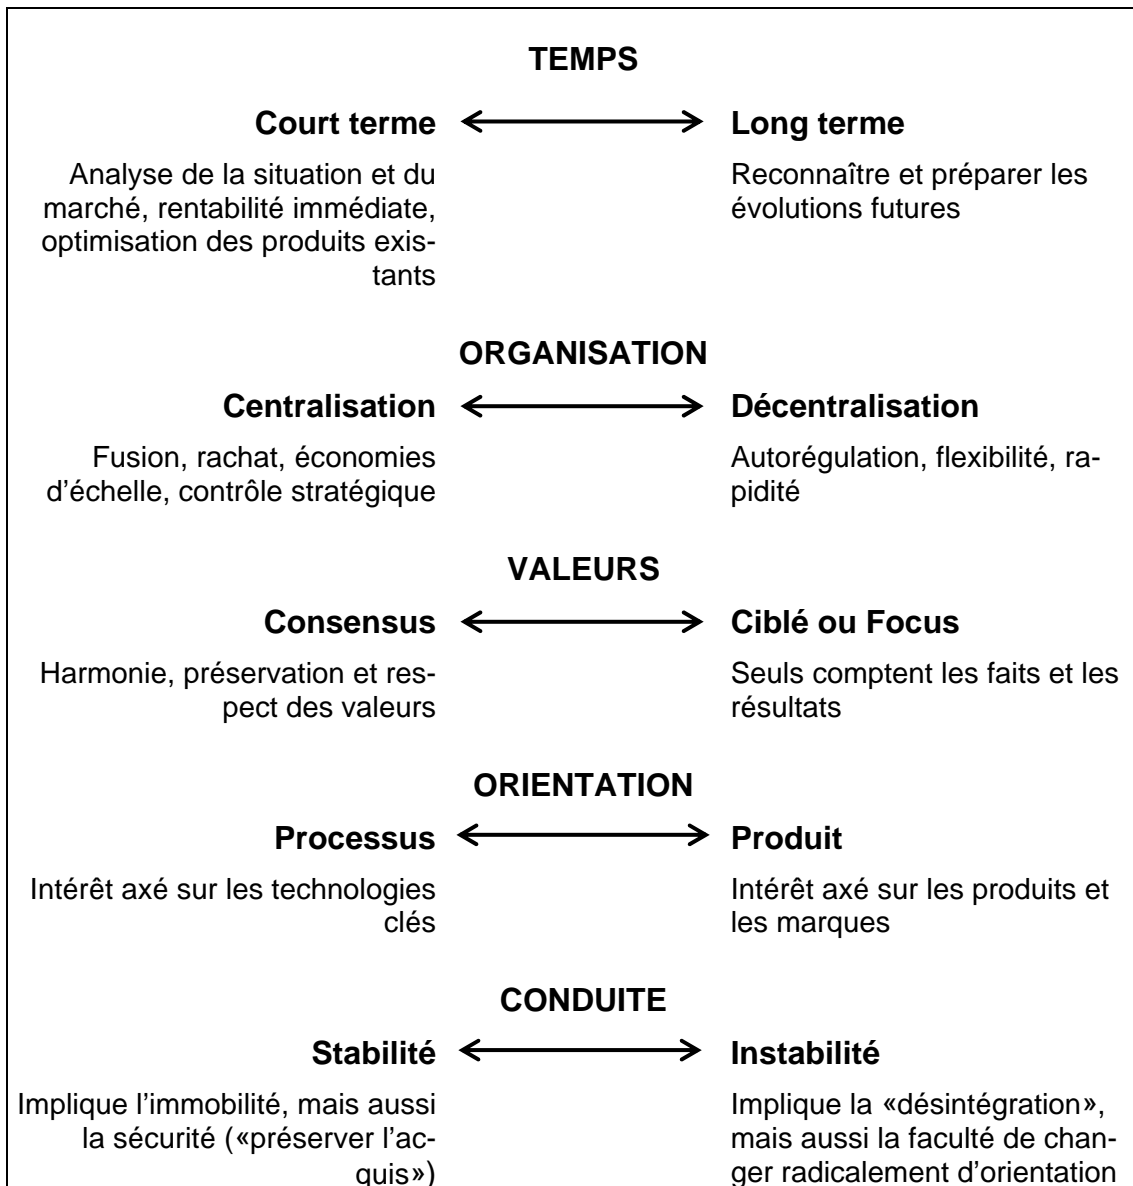 TEMPS
Court terme
Long terme
Analyse de la situation et du
marché, rentabilité immédiate,
optimisation des produits exis-
tants
Reconnaître et préparer les
évolutions futures
ORGANISATION
Centralisation
Décentralisation
Fusion, rachat, économies
d’échelle, contrôle stratégique
Autorégulation, flexibilité, ra-
pidité
VALEURS
Consensus
Ciblé ou Focus
Harmonie, préservation et res-
pect des valeurs
Seuls comptent les faits et les
résultats
ORIENTATION
Processus
Produit
Intérêt axé sur les technologies
clés
Intérêt axé sur les produits et
les marques
CONDUITE
Stabilité
Instabilité
Implique l’immobilité, mais aussi
la sécurité («préserver l’ac-
quis»)
Implique la «désintégration»,
mais aussi la faculté de chan-
ger radicalement d’orientation